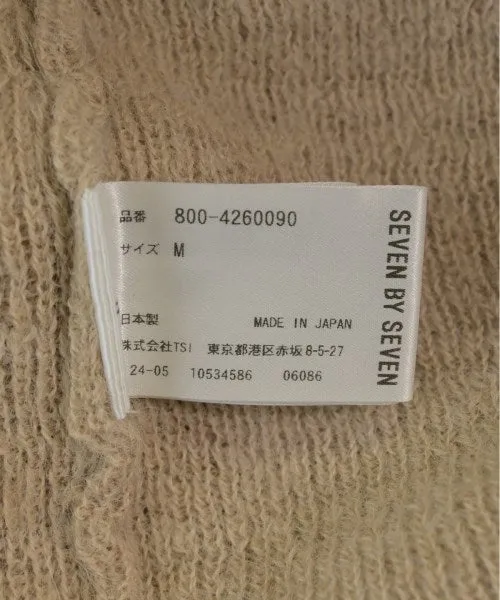 品番 800-4260090
サイズ M
日本製 MADE IN JAPAN
株式会社TSI 東京都港区赤坂8-5-27
24-05 10534586 06086
SEVEN BY SEVEN